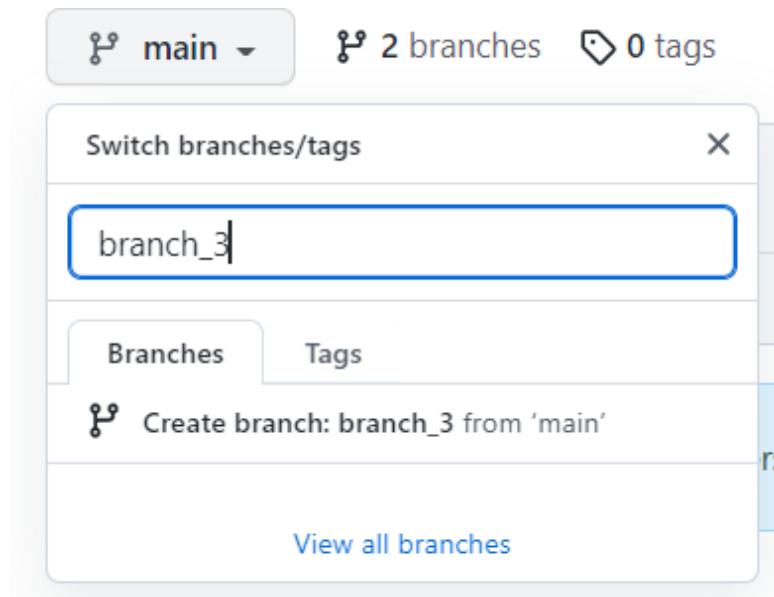 main 2 branches 0 tags
Switch branches/tags
branch_3
Branches Tags
Create branch: branch_3 from ‘main’
View all branches